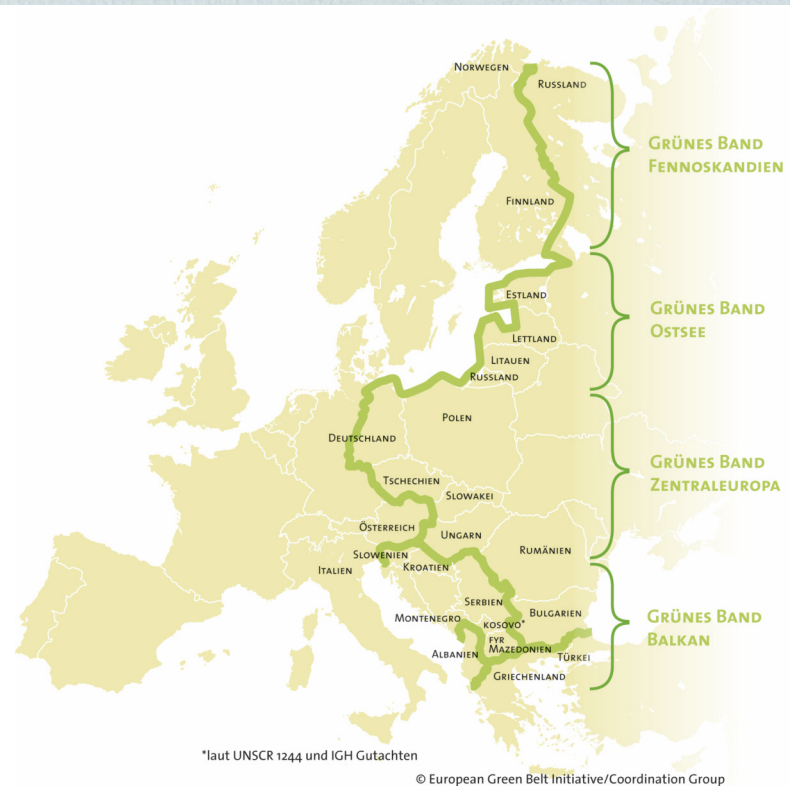 NORWEGEN
RUSSLAND
GRÜNES BAND
FENNOSKANDIEN
FINNLAND
ESTLAND
GRÜNES BAND
OSTSEE
LETTLAND
LITAUEN
RUSSLAND
POLEN
DEUTSCHLAND
GRÜNES BAND
ZENTRALEUROPA
TSCHECHIEN
SLOWAKEI
ÖSTERREICH
UNGARN
RUMÄNIEN
SLOWENIEN
KROATIEN
ITALIEN
SERBIEN
BULGARIEN
MONTENEGRO
KOSOVO*
GRÜNES BAND
BALKAN
FYR
MAZEDONIEN
ALBANIEN
TÜRKEI
GRIECHENLAND
*laut UNSCR 1244 und IGH Gutachten
© European Green Belt Initiative/Coordination Group